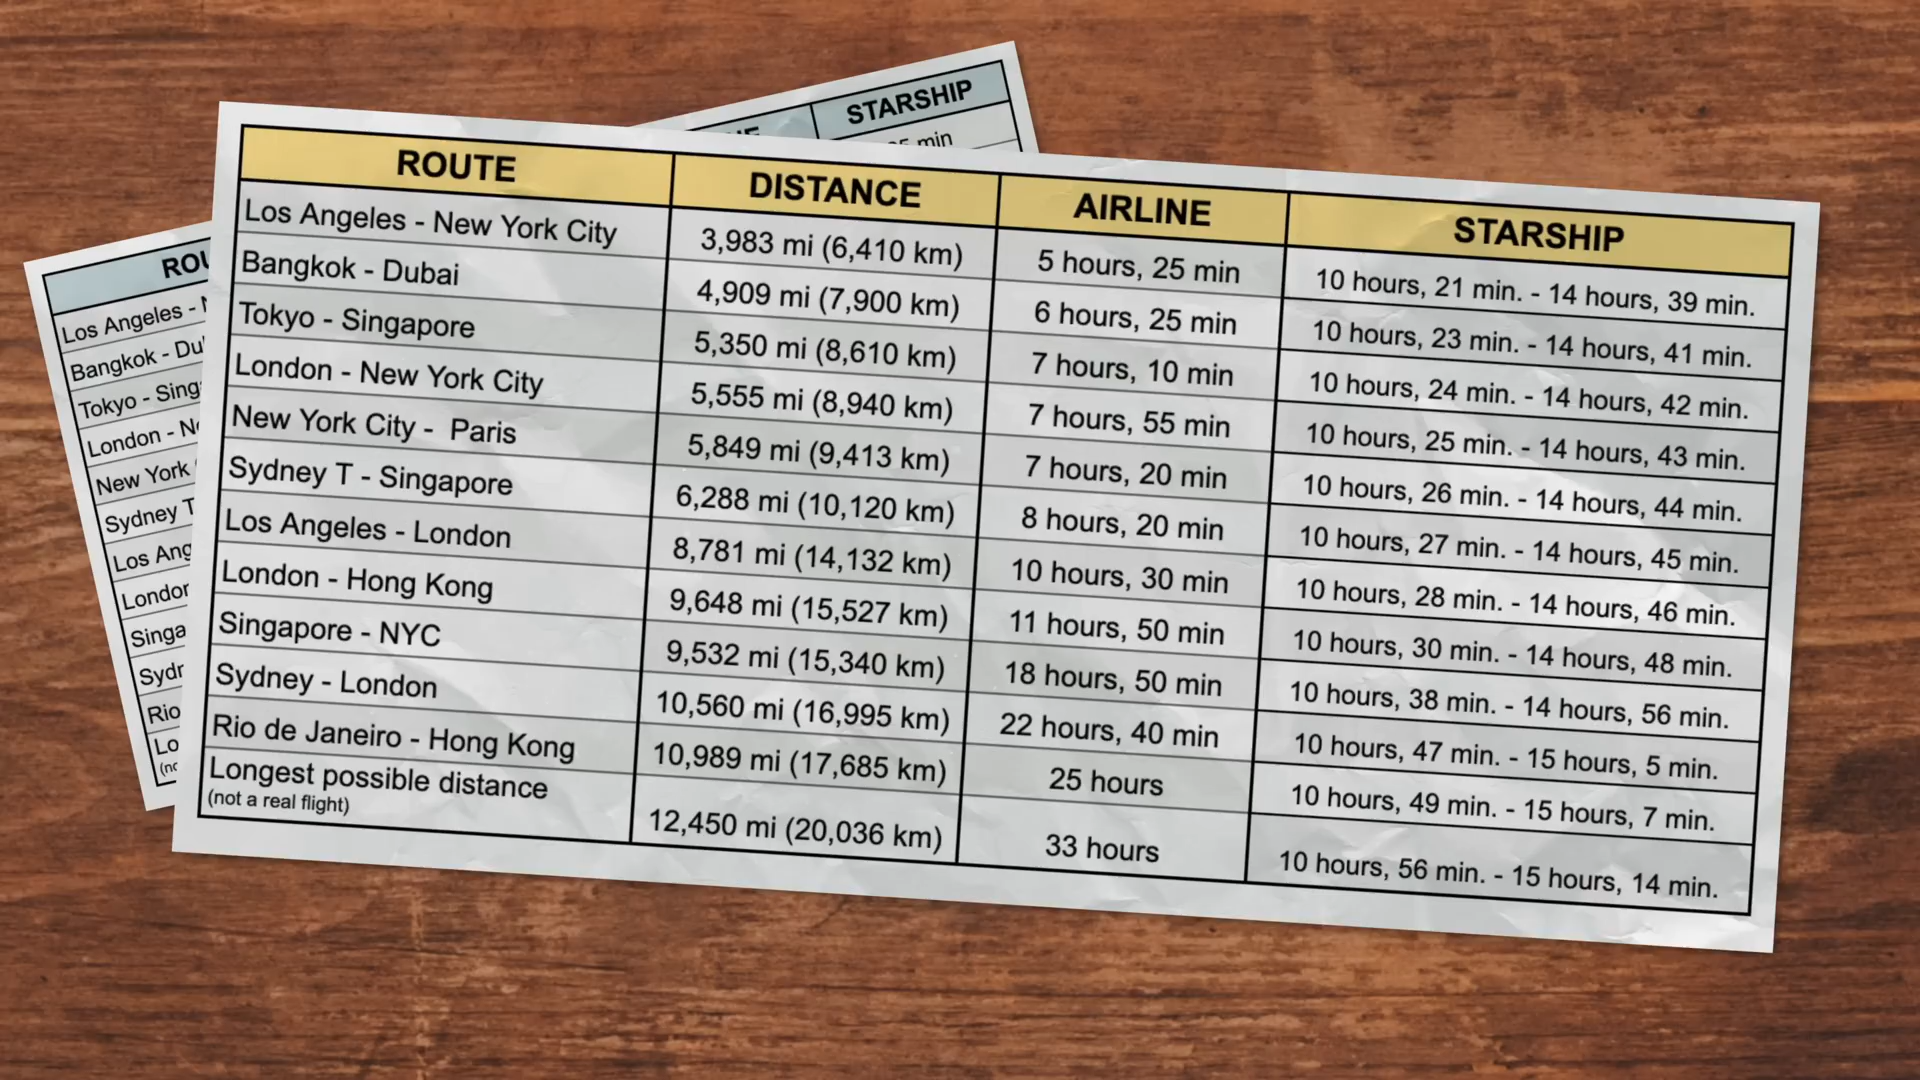 STARSHIP
min
ROUTE DISTANCE AIRLINE STARSHIP
Los Angeles - New York City 3,983 mi (6,410 km) 5 hours, 25 min 10 hours, 21 min. - 14 hours, 39 min.
Bangkok - Dubai 4,909 mi (7,900 km) 6 hours, 25 min 10 hours, 23 min. - 14 hours, 41 min.
Tokyo - Singapore 5,350 mi (8,610 km) 7 hours, 10 min 10 hours, 24 min. - 14 hours, 42 min.
London - New York City 5,555 mi (8,940 km) 7 hours, 55 min 10 hours, 25 min. - 14 hours, 43 min.
New York City - Paris 5,849 mi (9,413 km) 7 hours, 20 min 10 hours, 26 min. - 14 hours, 44 min.
Sydney T - Singapore 6,288 mi (10,120 km) 8 hours, 20 min 10 hours, 27 min. - 14 hours, 45 min.
Los Angeles - London 8,781 mi (14,132 km) 10 hours, 30 min 10 hours, 28 min. - 14 hours, 46 min.
London - Hong Kong 9,648 mi (15,527 km) 11 hours, 50 min 10 hours, 30 min. - 14 hours, 48 min.
Singapore - NYC 9,532 mi (15,340 km) 18 hours, 50 min 10 hours, 38 min. - 14 hours, 56 min.
Sydney - London 10,560 mi (16,995 km) 22 hours, 40 min 10 hours, 47 min. - 15 hours, 5 min.
Rio de Janeiro - Hong Kong 10,989 mi (17,685 km) 25 hours 10 hours, 49 min. - 15 hours, 7 min.
Longest possible distance 12,450 mi (20,036 km) 33 hours 10 hours, 56 min. - 15 hours, 14 min.
(not a real flight)
Los Angeles -
Bangkok -
Tokyo -
London -
New York
Sydney T
Los
Rio